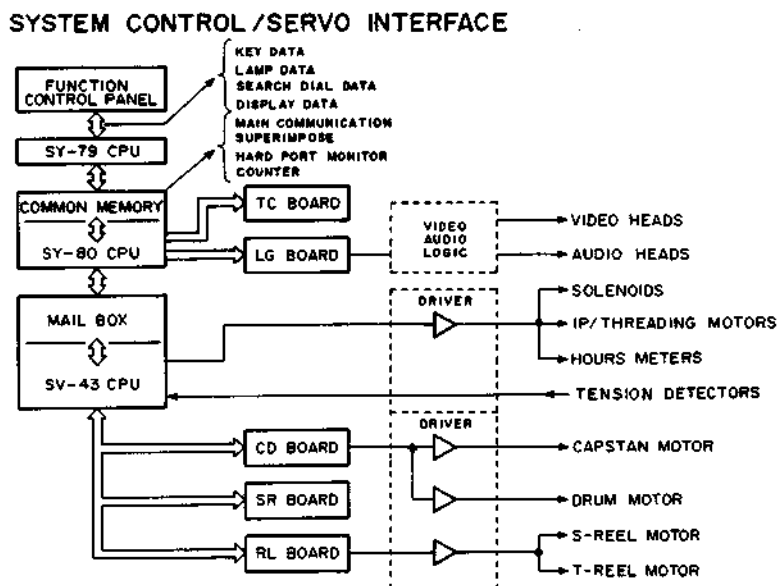 SYSTEM CONTROL/SERVO INTERFACE
KEY DATA
LAMP DATA
SEARCH DIAL DATA
DISPLAY DATA
MAIN COMMUNICATION
SUPERIMPOSE
HARD PORT MONITOR
COUNTER
FUNCTION
CONTROL PANEL
SY-79 CPU
COMMON MEMORY
SY-80 CPU
TC BOARD
LG BOARD
VIDEO
AUDIO
LOGIC
VIDEO HEADS
AUDIO HEADS
MAIL BOX
SV-43 CPU
DRIVER
SOLENOIDS
IP/THREADING MOTORS
HOURS METERS
TENSION DETECTORS
DRIVER
CD BOARD
CAPSTAN MOTOR
SR BOARD
DRUM MOTOR
RL BOARD
S-REEL MOTOR
T-REEL MOTOR